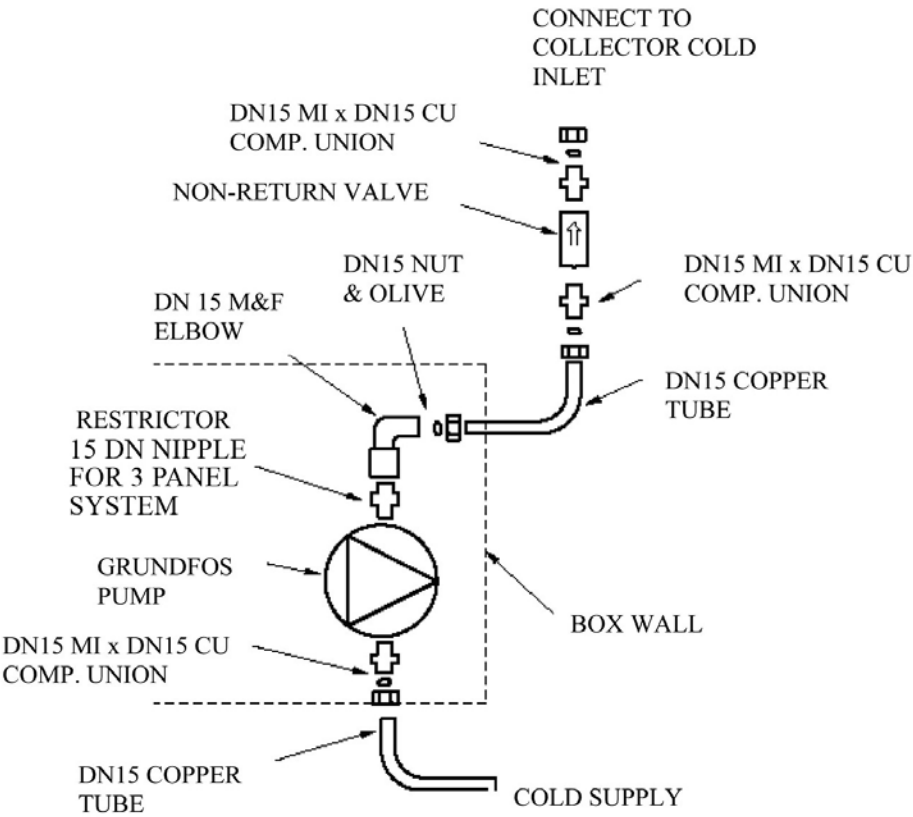 CONNECT TO
COLLECTOR COLD
INLET
DN15 MI x DN15 CU
COMP. UNION
NON-RETURN VALVE
DN15 NUT
& OLIVE
DN15 MI x DN15 CU
COMP. UNION
DN 15 M&F
ELBOW
DN15 COPPER
TUBE
RESTRICTOR
15 DN NIPPLE
FOR 3 PANEL
SYSTEM
GRUNDFOS
PUMP
BOX WALL
DN15 MI x DN15 CU
COMP. UNION
DN15 COPPER
TUBE
COLD SUPPLY